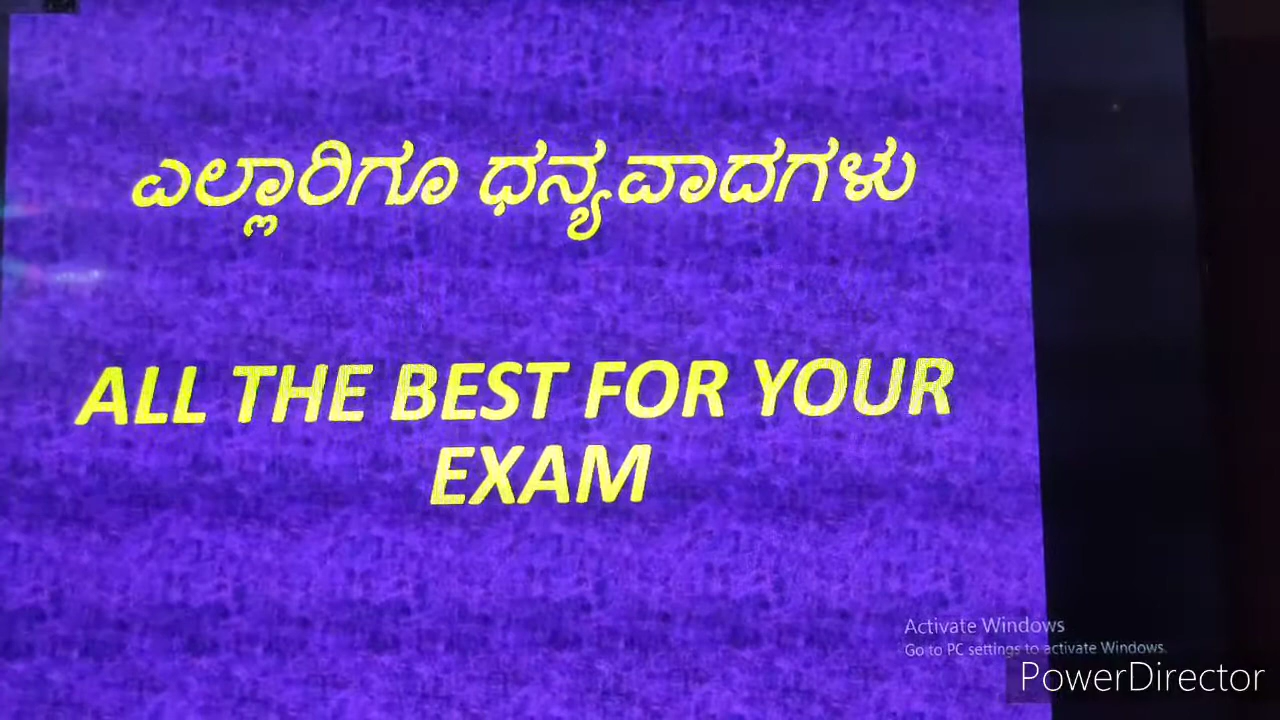 ಎಲ್ಲಾರಿಗೂ ಧನ್ಯವಾದಗಳು
ALL THE BEST FOR YOUR
EXAM
Activate Windows
Go to PC settings to activate Windows.
PowerDirector